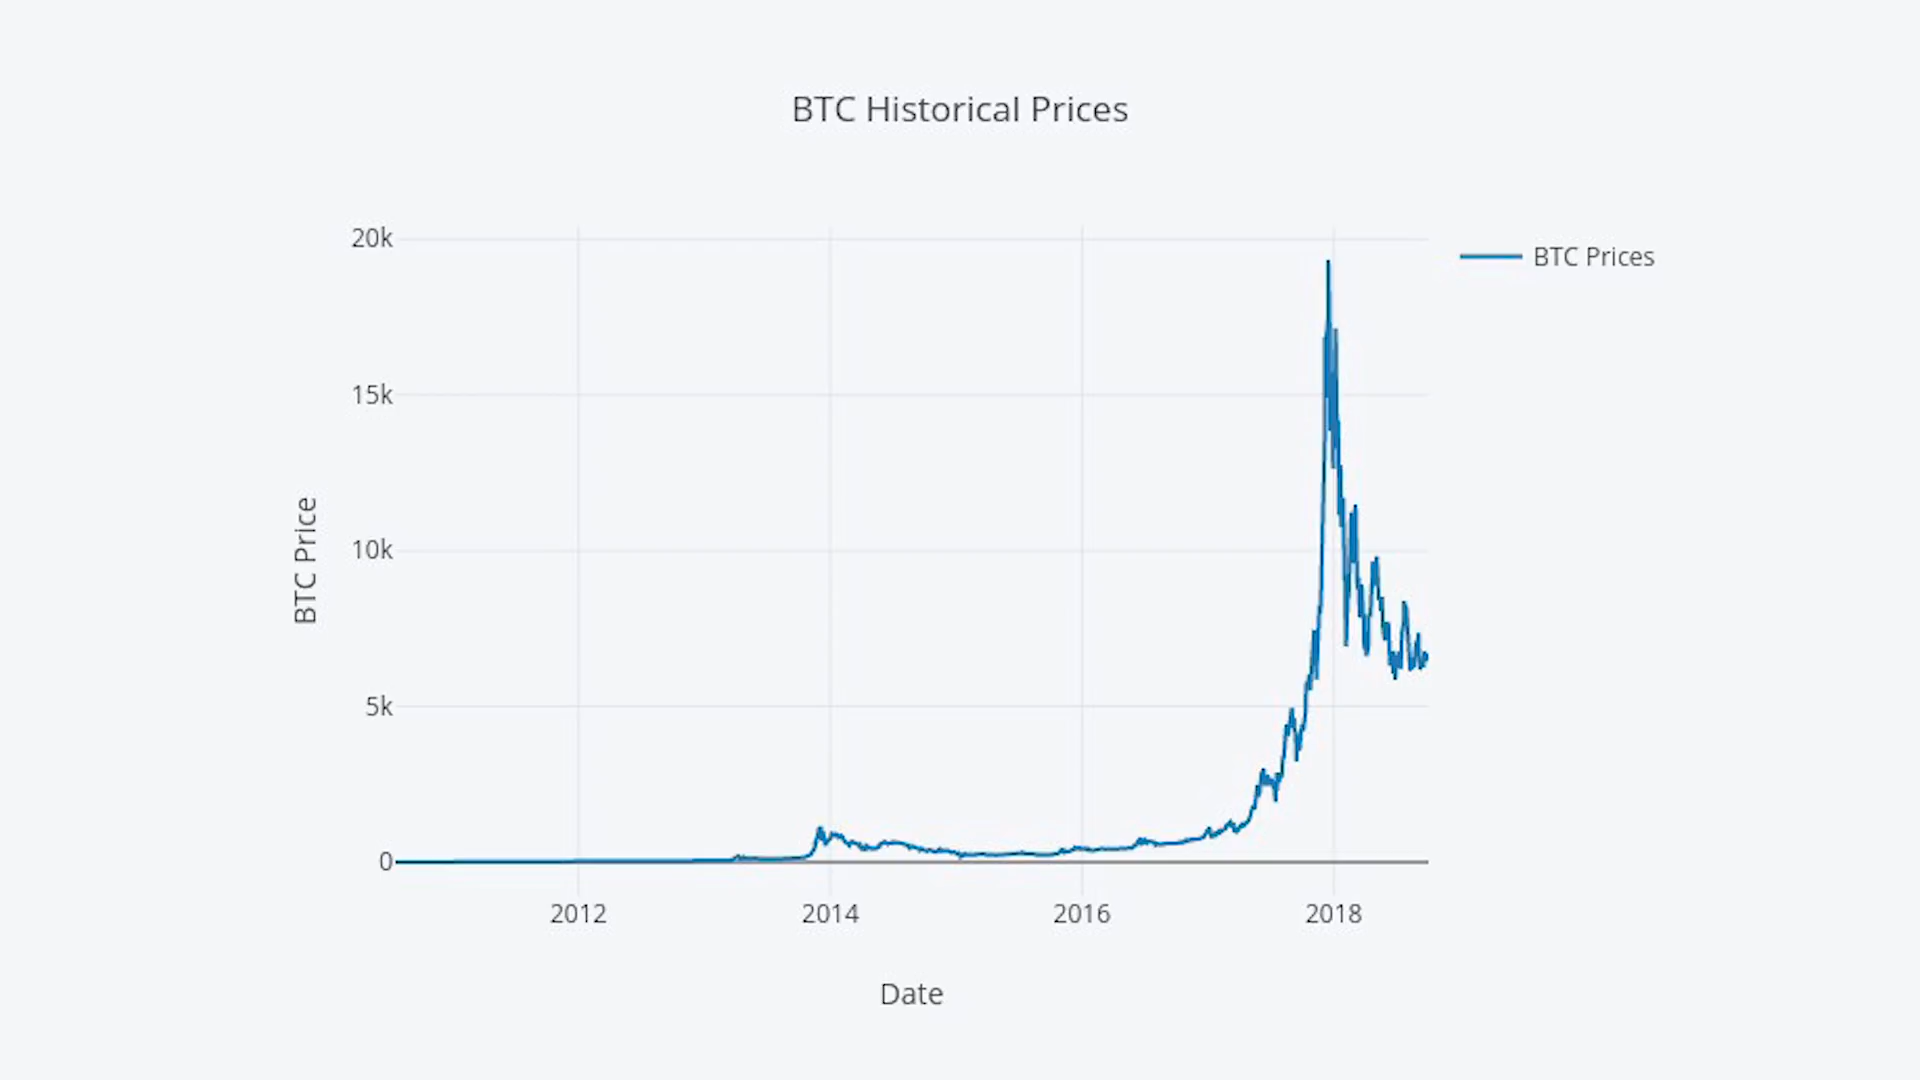 BTC Historical Prices
BTC Prices
BTC Price
20k
15k
10k
5k
0
2012
2014
2016
2018
Date